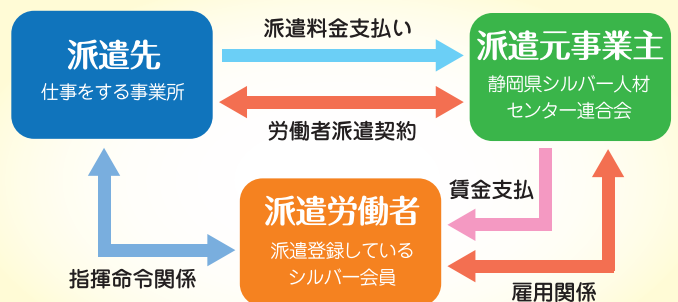 派遣先
仕事をする事業所
派遣料金支払い
労働者派遣契約
派遣元事業主
静岡県シルバー人材
センター連合会
指揮命令関係
派遣労働者
派遣登録している
シルバー会員
賃金支払
雇用関係